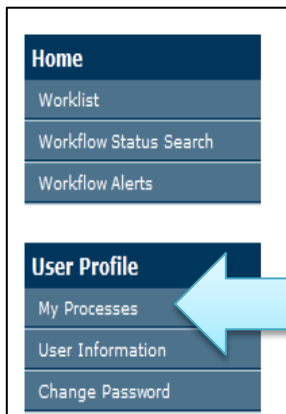 Home
Worklist
Workflow Status Search
Workflow Alerts
User Profile
My Processes
User Information
Change Password